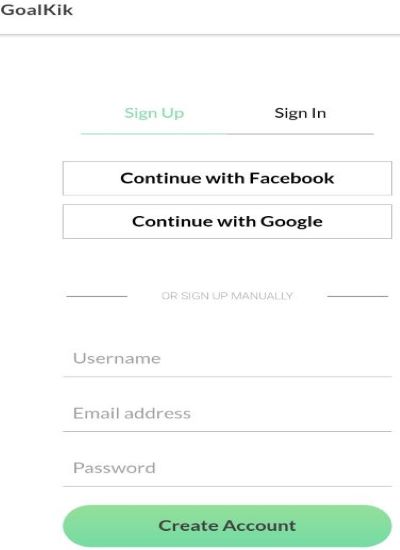 GoalKik
Sign Up Sign In
Continue with Facebook
Continue with Google
OR SIGN UP MANUALLY
Username
Email address
Password
Create Account